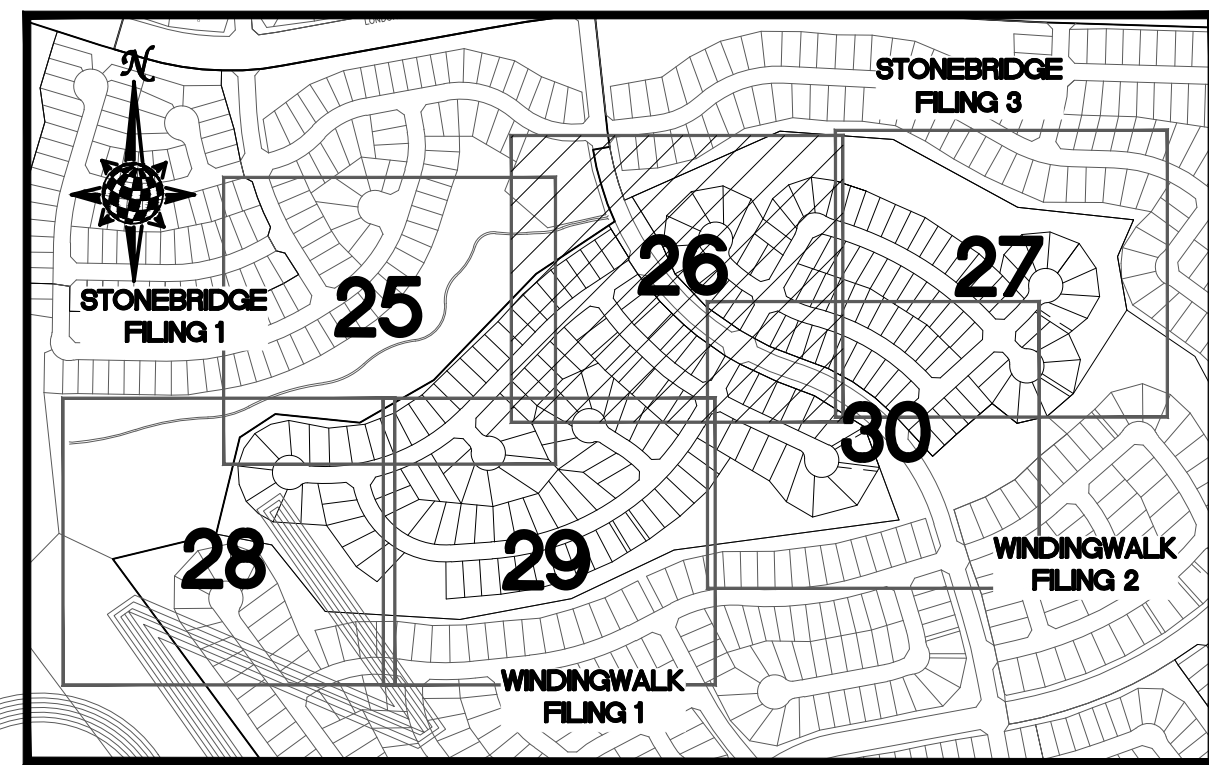 N
STONEBRIDGE
FILING 3
26
27
25
STONEBRIDGE
FILING 1
30
28
29
WINDINGWALK
FILING 2
WINDINGWALK
FILING 1